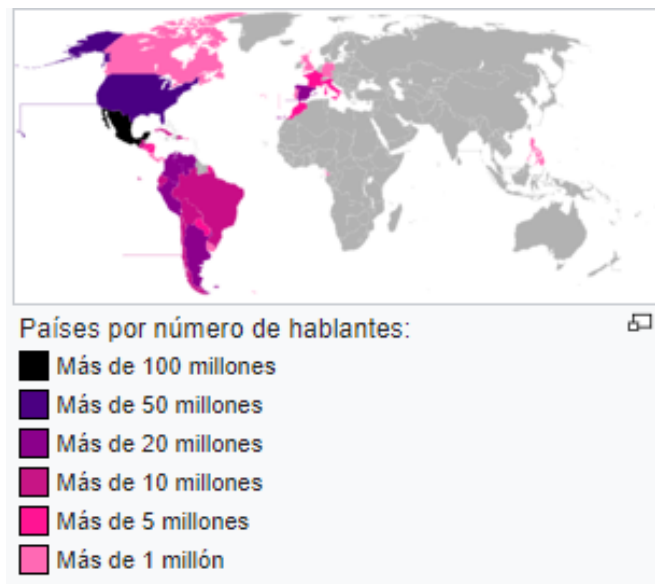 Países por número de hablantes:
Más de 100 millones
Más de 50 millones
Más de 20 millones
Más de 10 millones
Más de 5 millones
Más de 1 millón